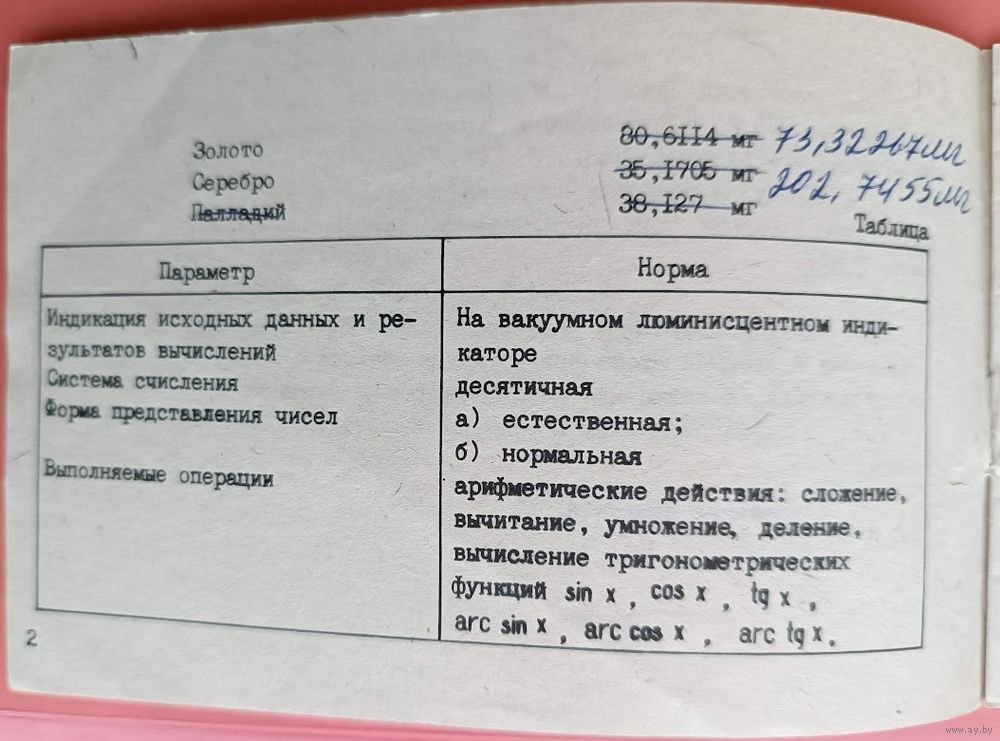 Золото 80,6II4 мг 73,32267мг
Серебро 35,I705 мг 202,7455мг
Палладий 38,I27 мг
Таблица
Параметр Норма
Индикация исходных данных и ре- На вакуумном люминисцентном инди-
зультатов вычислений каторе
Система счисления десятичная
Форма представления чисел а) естественная;
б) нормальная
Выполняемые операции арифметические действия: сложение,
вычитание, умножение, деление,
вычисление тригонометрических
функций sin x , cos x , tg x ,
arc sin x , arc cos x , arc tg x.
2
www.ay.by